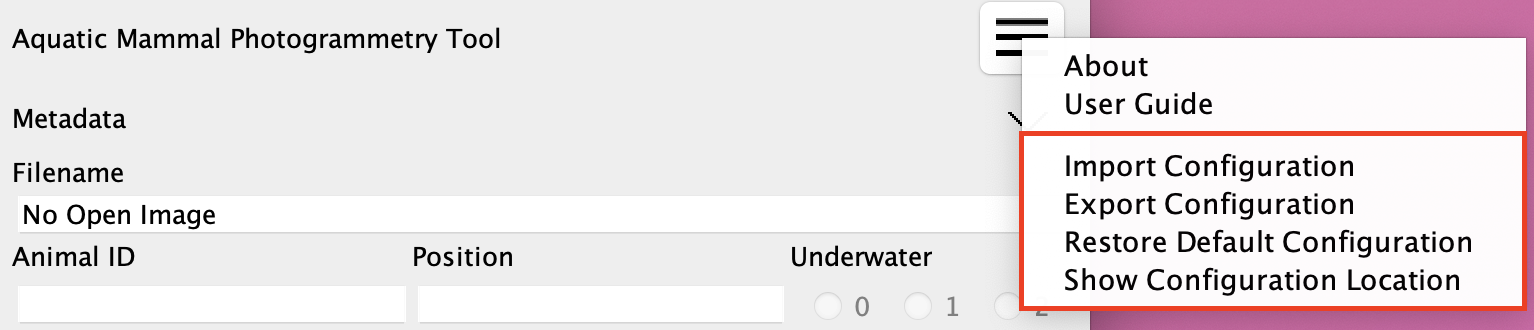 Aquatic Mammal Photogrammetry Tool
About
User Guide
Import Configuration
Export Configuration
Restore Default Configuration
Show Configuration Location
Metadata
Filename
No Open Image
Animal ID Position Underwater
0 1 2